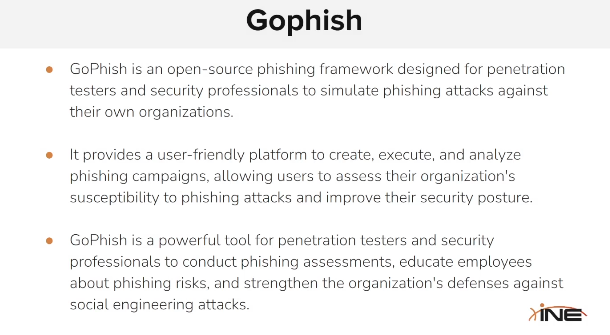 Gophish
● GoPhish is an open-source phishing framework designed for penetration
testers and security professionals to simulate phishing attacks against
their own organizations.
● It provides a user-friendly platform to create, execute, and analyze
phishing campaigns, allowing users to assess their organization's
susceptibility to phishing attacks and improve their security posture.
● GoPhish is a powerful tool for penetration testers and security
professionals to conduct phishing assessments, educate employees
about phishing risks, and strengthen the organization's defenses against
social engineering attacks.
INE